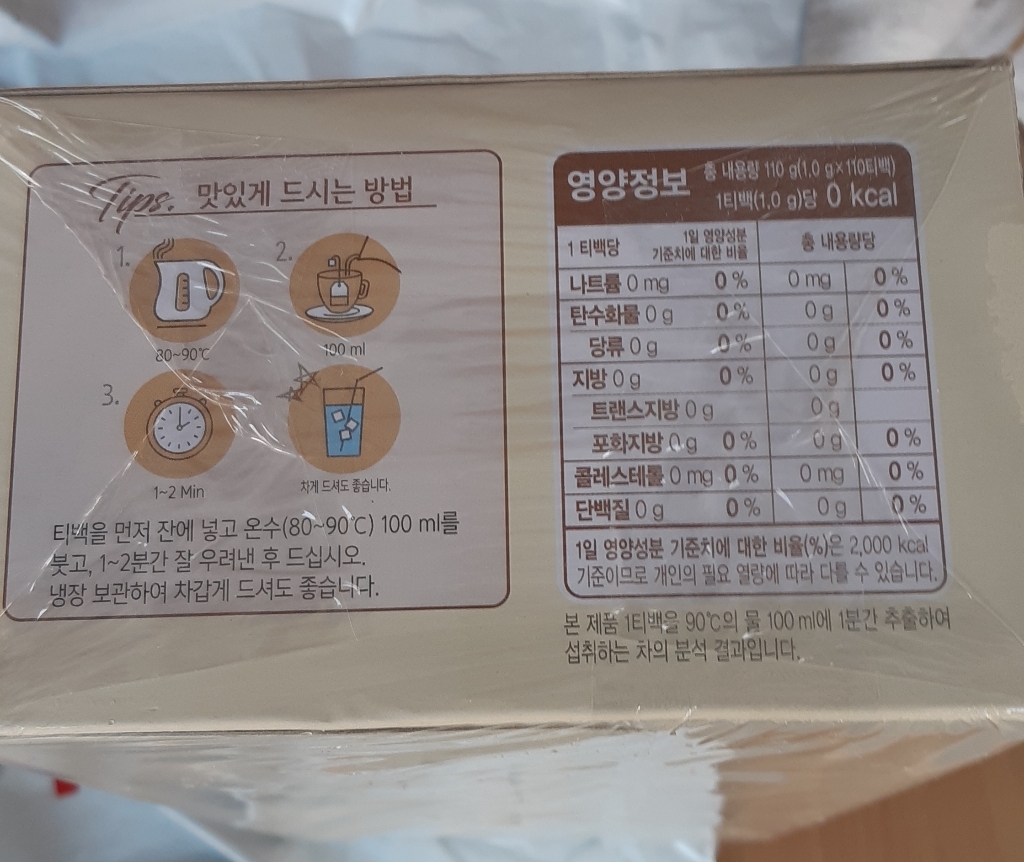 Tips. 맛있게 드시는 방법
1.
2.
80~90℃
100 ml
3.
1~2 Min
차게 드셔도 좋습니다.
티백을 먼저 잔에 넣고 온수(80~90℃) 100 ml를
붓고, 1~2분간 잘 우려낸 후 드십시오.
냉장 보관하여 차갑게 드셔도 좋습니다.
영양정보
총 내용량 110 g(1.0 g×110티백)
1티백(1.0 g)당 0 kcal
1 티백당
1일 영양성분
기준치에 대한 비율
총 내용량당
나트륨 0 mg 0 % 0 mg 0 %
탄수화물 0 g 0 % 0 g 0 %
당류 0 g 0 % 0 g 0 %
지방 0 g 0 % 0 g 0 %
트랜스지방 0 g 0 g
포화지방 0 g 0 % 0 g 0 %
콜레스테롤 0 mg 0 % 0 mg 0 %
단백질 0 g 0 % 0 g 0 %
1일 영양성분 기준치에 대한 비율(%)은 2,000 kcal
기준이므로 개인의 필요 열량에 따라 다를 수 있습니다.
본 제품 1티백을 90℃의 물 100 ml에 1분간 추출하여
섭취하는 차의 분석 결과입니다.